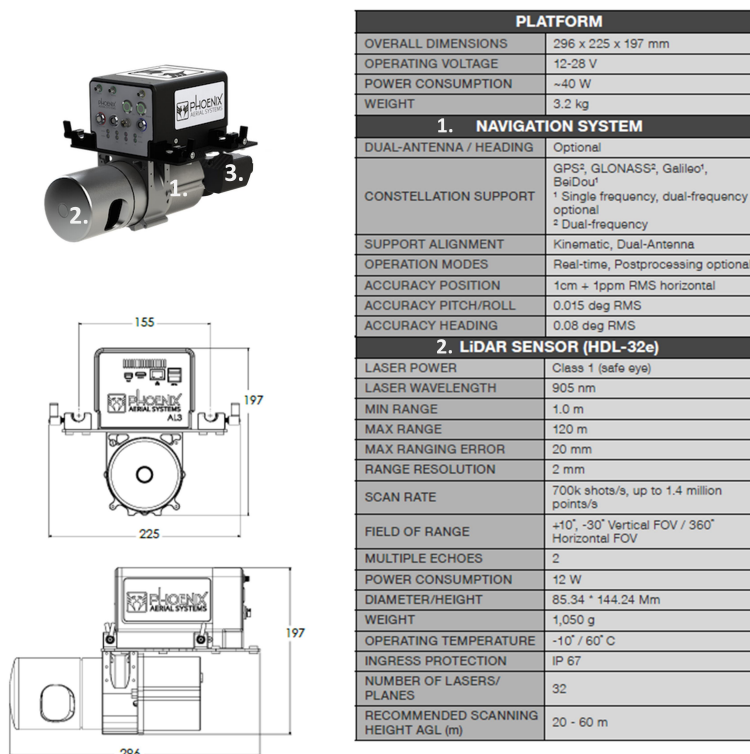 PHOENIX
AERIAL SYSTEMS
1.
2.
3.
155
197
PHOENIX
AERIAL SYSTEMS
AL3
225
PHOENIX
AERIAL SYSTEMS
197
296
PLATFORM
OVERALL DIMENSIONS 296 x 225 x 197 mm
OPERATING VOLTAGE 12-28 V
POWER CONSUMPTION ~40 W
WEIGHT 3.2 kg
1. NAVIGATION SYSTEM
DUAL-ANTENNA / HEADING Optional
CONSTELLATION SUPPORT
GPS², GLONASS², Galileo¹,
BeiDou¹
¹ Single frequency, dual-frequency
optional
² Dual-frequency
SUPPORT ALIGNMENT Kinematic, Dual-Antenna
OPERATION MODES Real-time, Postprocessing optional
ACCURACY POSITION 1cm + 1ppm RMS horizontal
ACCURACY PITCH/ROLL 0.015 deg RMS
ACCURACY HEADING 0.08 deg RMS
2. LiDAR SENSOR (HDL-32e)
LASER POWER Class 1 (safe eye)
LASER WAVELENGTH 905 nm
MIN RANGE 1.0 m
MAX RANGE 120 m
MAX RANGING ERROR 20 mm
RANGE RESOLUTION 2 mm
SCAN RATE
700k shots/s, up to 1.4 million
points/s
FIELD OF RANGE
+10˚, -30˚ Vertical FOV / 360˚
Horizontal FOV
MULTIPLE ECHOES 2
POWER CONSUMPTION 12 W
DIAMETER/HEIGHT 85.34 * 144.24 Mm
WEIGHT 1,050 g
OPERATING TEMPERATURE -10˚ / 60˚ C
INGRESS PROTECTION IP 67
NUMBER OF LASERS/
PLANES
32
RECOMMENDED SCANNING
HEIGHT AGL (m)
20 - 60 m